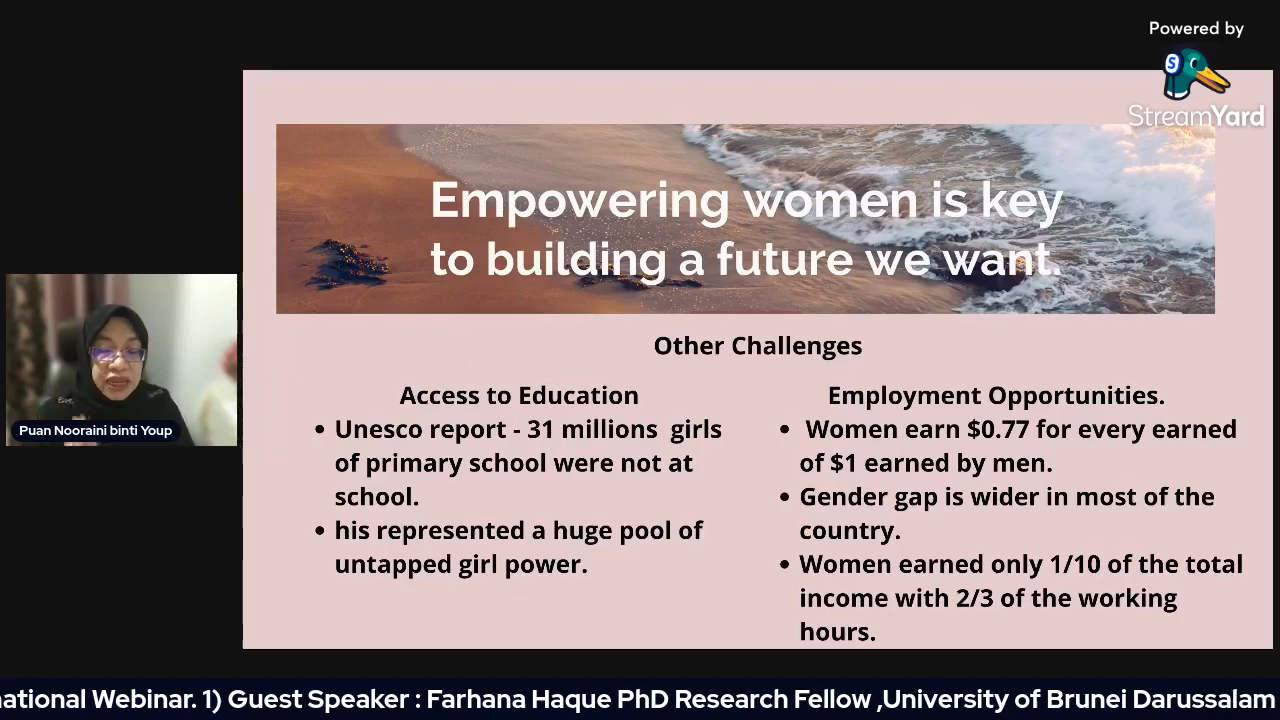 Powered by
StreamYard
Empowering women is key
to building a future we want.
Other Challenges
Access to Education
• Unesco report - 31 millions girls
of primary school were not at
school.
• his represented a huge pool of
untapped girl power.
Employment Opportunities.
• Women earn $0.77 for every earned
of $1 earned by men.
• Gender gap is wider in most of the
country.
• Women earned only 1/10 of the total
income with 2/3 of the working
hours.
Puan Nooraini binti Youp
national Webinar. 1) Guest Speaker : Farhana Haque PhD Research Fellow ,University of Brunei Darussalam